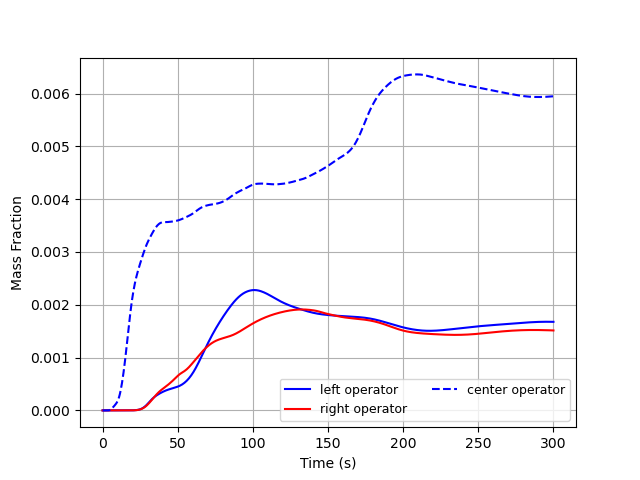 0.006
0.005
0.004
0.003
0.002
0.001
0.000
Mass Fraction
0 50 100 150 200 250 300
Time (s)
left operator
right operator
center operator